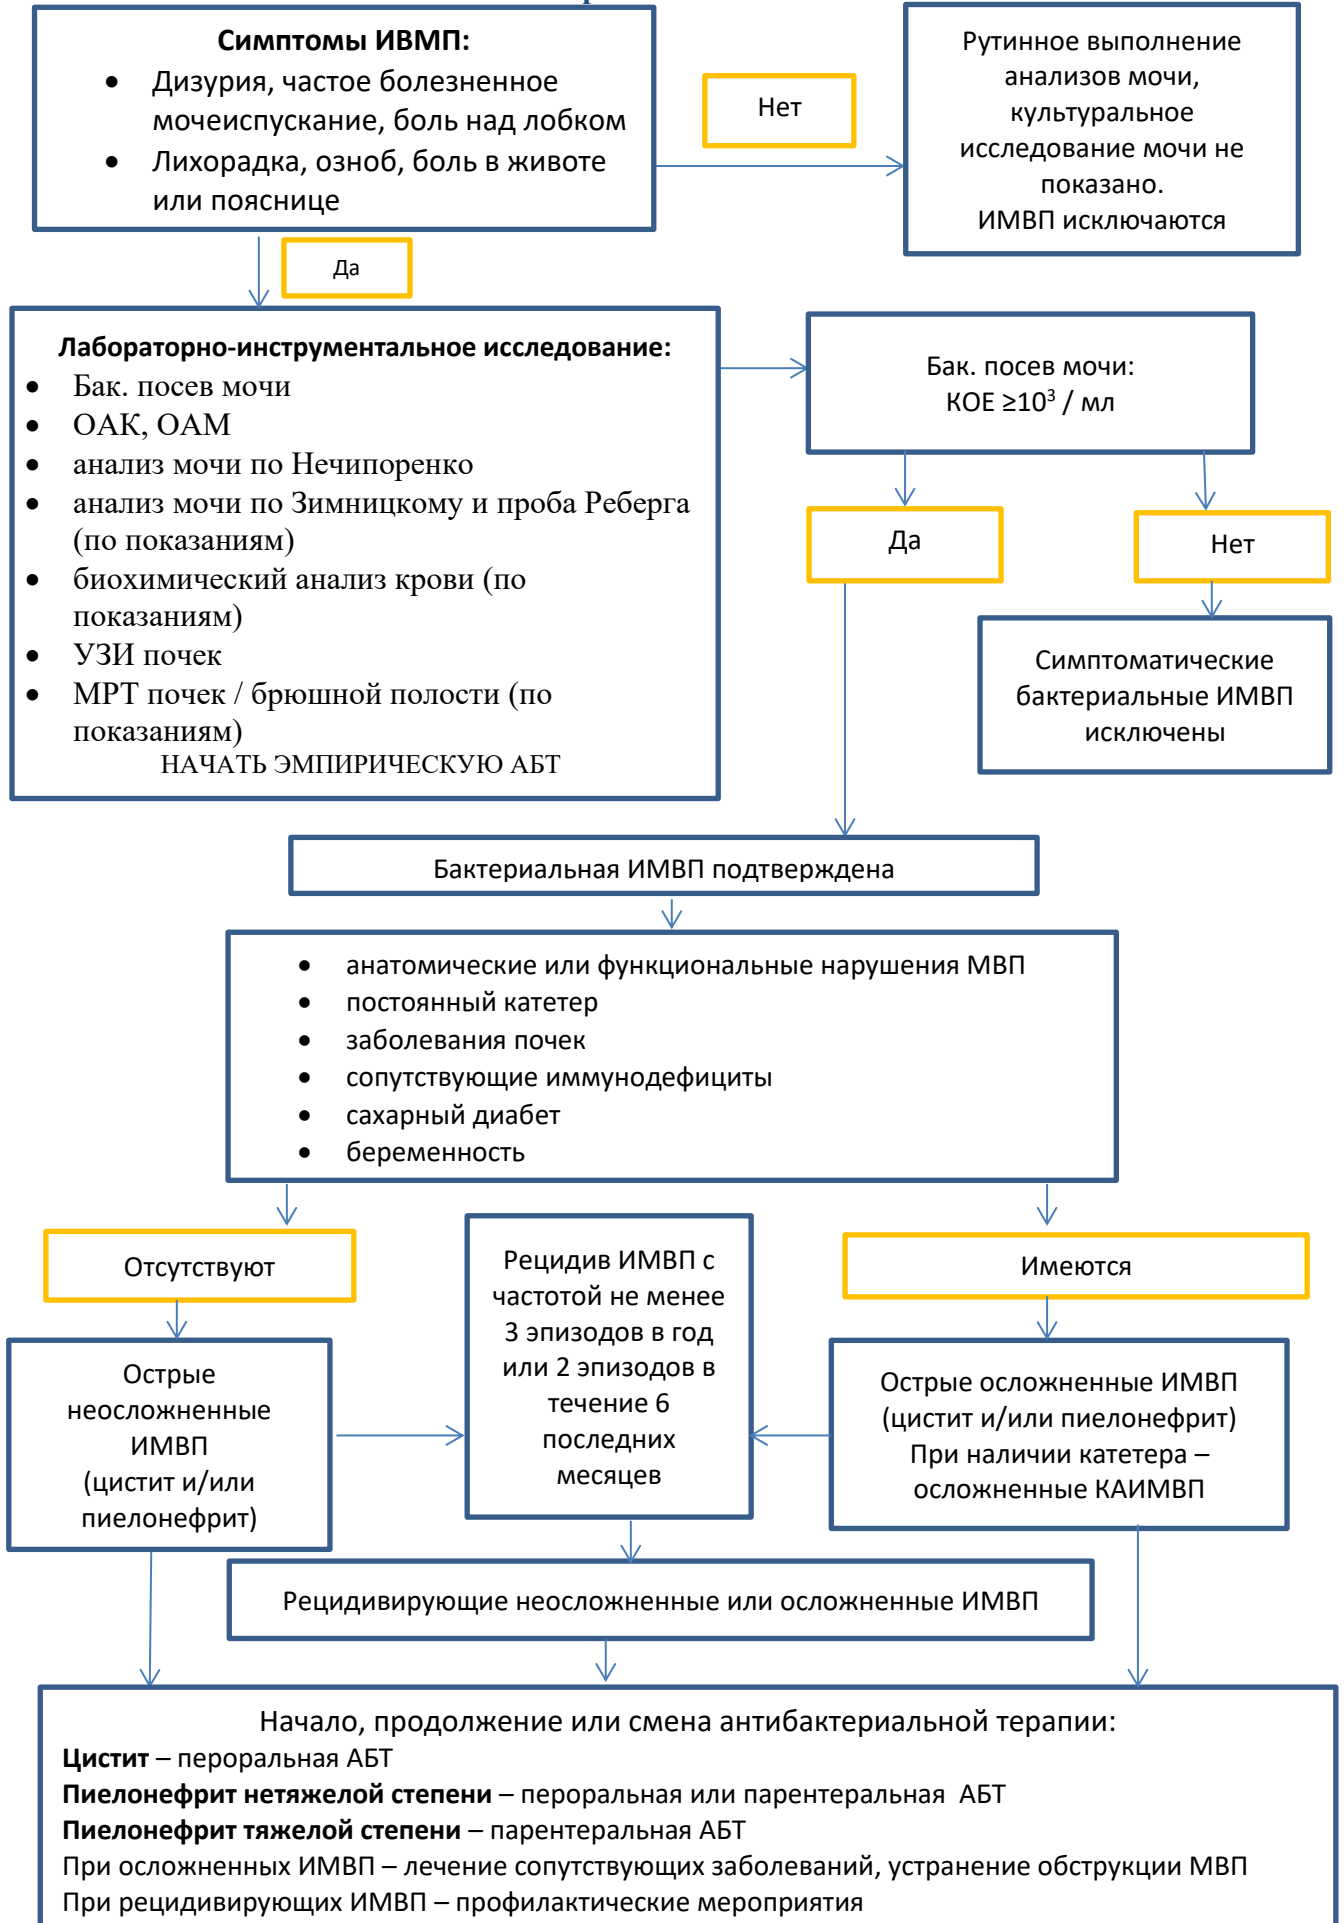 Симптомы ИВМП:
• Дизурия, частое болезненное
мочеиспускание, боль над лобком
• Лихорадка, озноб, боль в животе
или пояснице
Нет
Рутинное выполнение
анализов мочи,
культуральное
исследование мочи не
показано.
ИМВП исключаются
Да
Лабораторно-инструментальное исследование:
• Бак. посев мочи
• ОАК, ОАМ
• анализ мочи по Нечипоренко
• анализ мочи по Зимницкому и проба Реберга
(по показаниям)
• биохимический анализ крови (по
показаниям)
• УЗИ почек
• МРТ почек / брюшной полости (по
показаниям)
НАЧАТЬ ЭМПИРИЧЕСКУЮ АБТ
Бак. посев мочи:
КОЕ ≥10³ / мл
Да
Нет
Симптоматические
бактериальные ИМВП
исключены
Бактериальная ИМВП подтверждена
• анатомические или функциональные нарушения МВП
• постоянный катетер
• заболевания почек
• сопутствующие иммунодефициты
• сахарный диабет
• беременность
Отсутствуют
Имеются
Острые
неосложненные
ИМВП
(цистит и/или
пиелонефрит)
Рецидив ИМВП с
частотой не менее
3 эпизодов в год
или 2 эпизодов в
течение 6
последних
месяцев
Острые осложненные ИМВП
(цистит и/или пиелонефрит)
При наличии катетера –
осложненные КАИМВП
Рецидивирующие неосложненные или осложненные ИМВП
Начало, продолжение или смена антибактериальной терапии:
Цистит – пероральная АБТ
Пиелонефрит нетяжелой степени – пероральная или парентеральная АБТ
Пиелонефрит тяжелой степени – парентеральная АБТ
При осложненных ИМВП – лечение сопутствующих заболеваний, устранение обструкции МВП
При рецидивирующих ИМВП – профилактические мероприятия